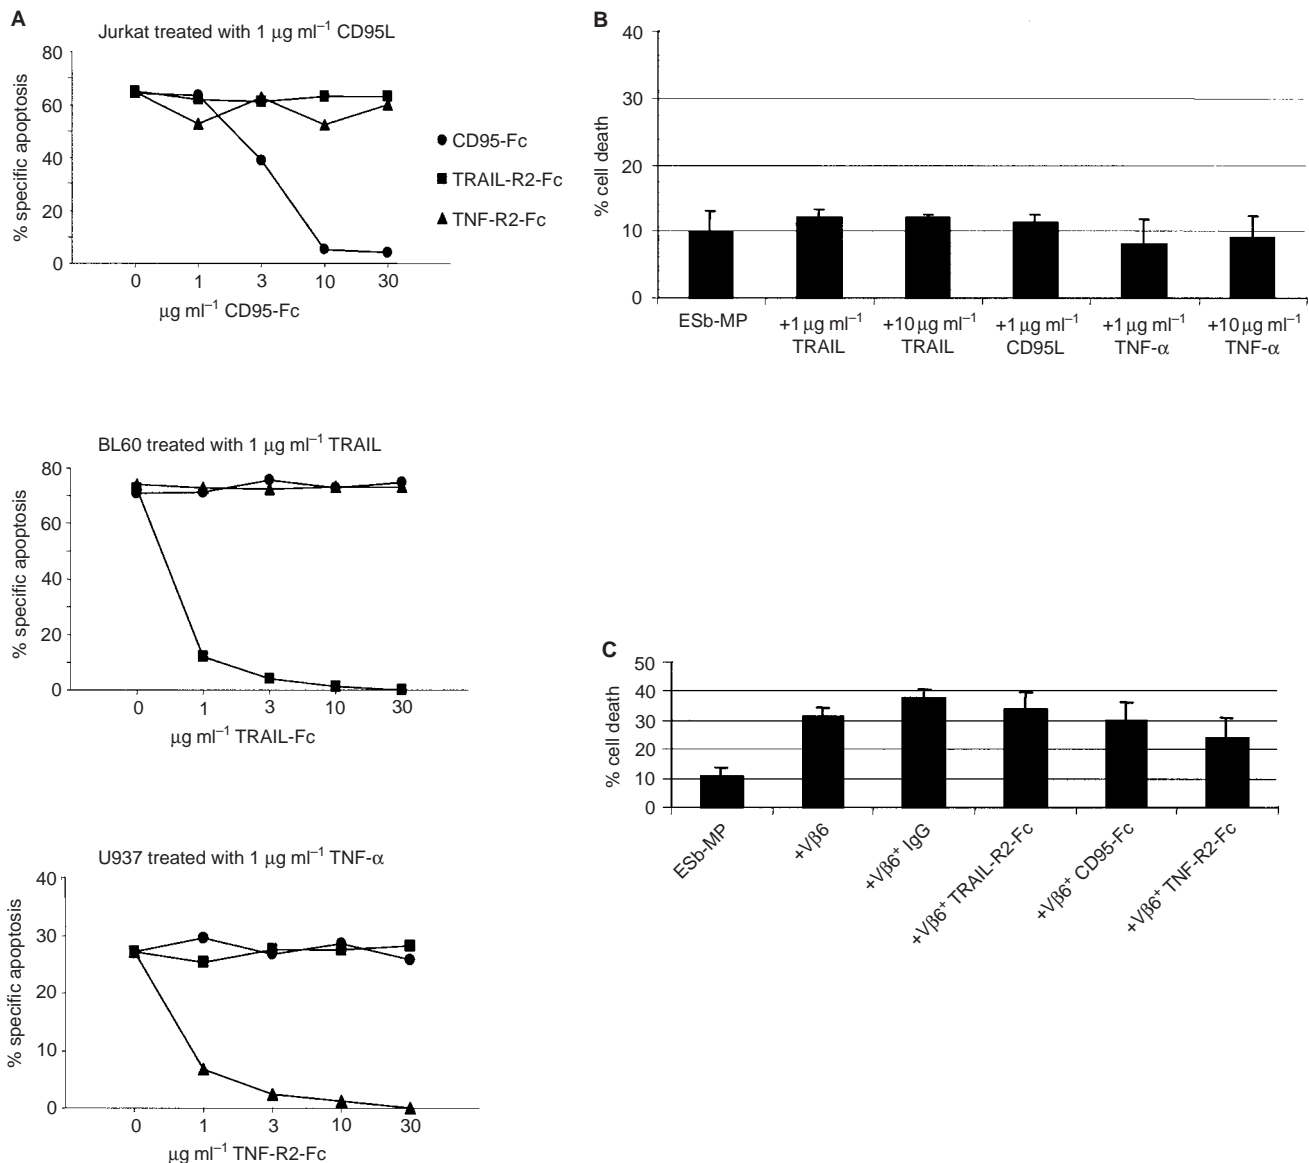 A
Jurkat treated with 1 µg ml⁻¹ CD95L
% specific apoptosis
80
60
40
20
0
0 1 3 10 30
µg ml⁻¹ CD95-Fc
CD95-Fc
TRAIL-R2-Fc
TNF-R2-Fc
BL60 treated with 1 µg ml⁻¹ TRAIL
% specific apoptosis
80
60
40
20
0
0 1 3 10 30
µg ml⁻¹ TRAIL-Fc
U937 treated with 1 µg ml⁻¹ TNF-α
% specific apoptosis
40
30
20
10
0
0 1 3 10 30
µg ml⁻¹ TNF-R2-Fc
B
% cell death
40
30
20
10
0
ESb-MP
+1 µg ml⁻¹
TRAIL
+10 µg ml⁻¹
TRAIL
+1 µg ml⁻¹
CD95L
+1 µg ml⁻¹
TNF-α
+10 µg ml⁻¹
TNF-α
C
% cell death
50
40
30
20
10
0
ESb-MP
+Vβ6
+Vβ6⁺ IgG
+Vβ6⁺ TRAIL-R2-Fc
+Vβ6⁺ CD95-Fc
+Vβ6⁺ TNF-R2-Fc